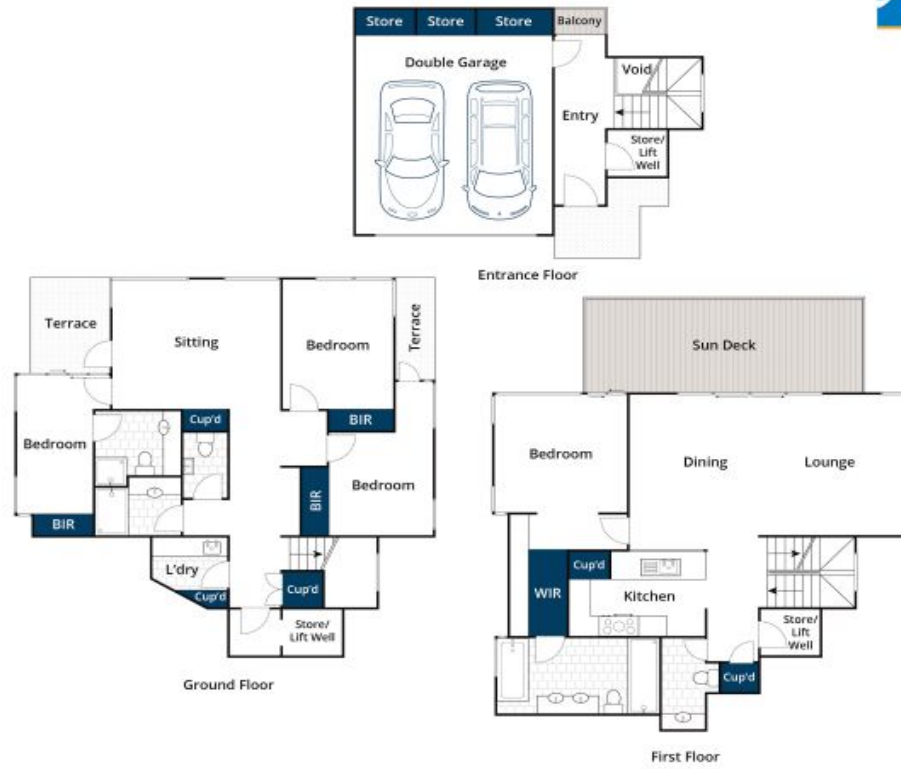 Store Store Store Balcony
Double Garage
Void
Entry
Store/
Lift
Well
Entrance Floor
Terrace
Sitting
Bedroom
Terrace
Cup'd
BIR
Bedroom
Bedroom
BIR
BIR
L'dry
Cup'd
Cup'd
Store/
Lift Well
Ground Floor
Sun Deck
Bedroom
Dining
Lounge
Cup'd
WIR
Kitchen
Store/
Lift
Well
Cup'd
First Floor